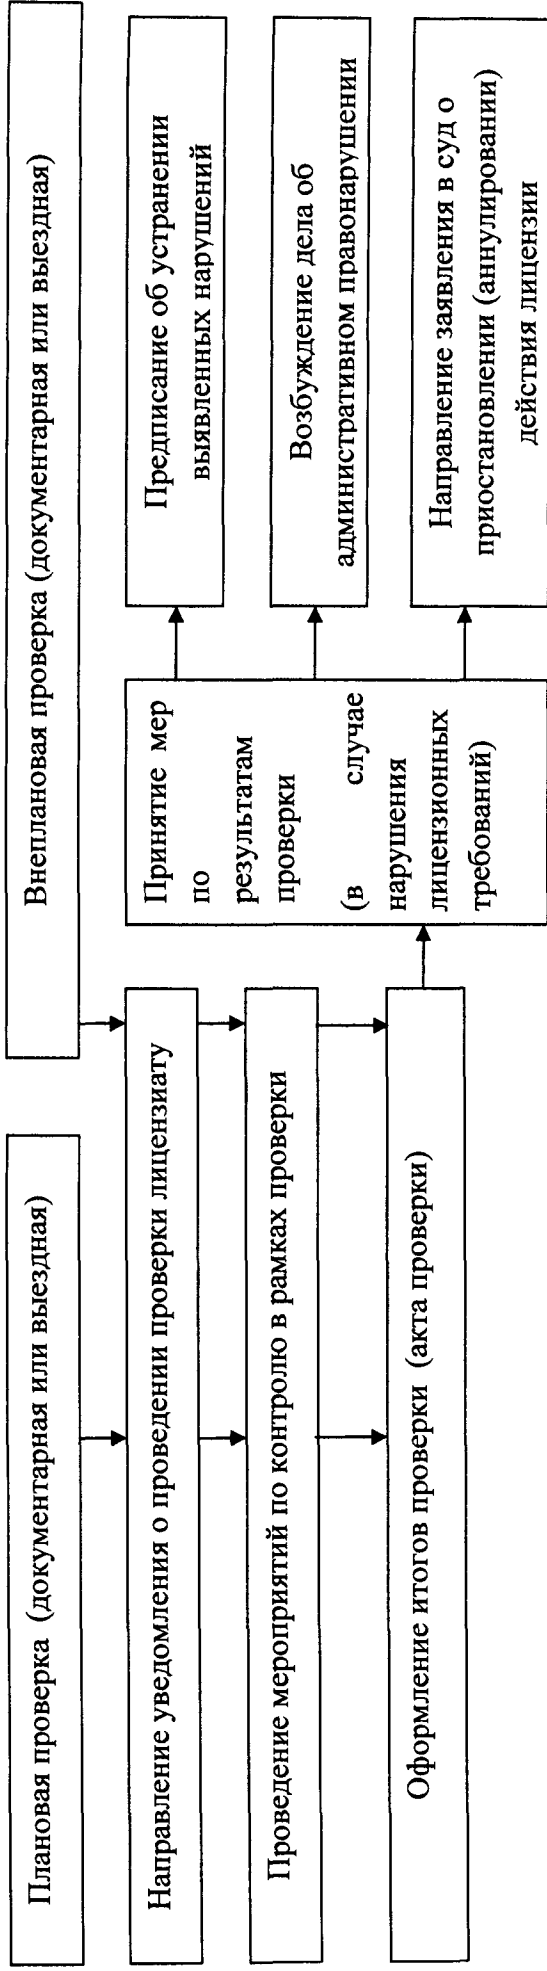 Плановая проверка (документарная или выездная)
Внеплановая проверка (документарная или выездная)
Направление уведомления о проведении проверки лицензиату
Проведение мероприятий по контролю в рамках проверки
Оформление итогов проверки (акта проверки)
Принятие мер
по
результатам
проверки
(в случае
нарушения
лицензионных
требований)
Предписание об устранении
выявленных нарушений
Возбуждение дела об
административном правонарушении
Направление заявления в суд о
приостановлении (аннулировании)
действия лицензии